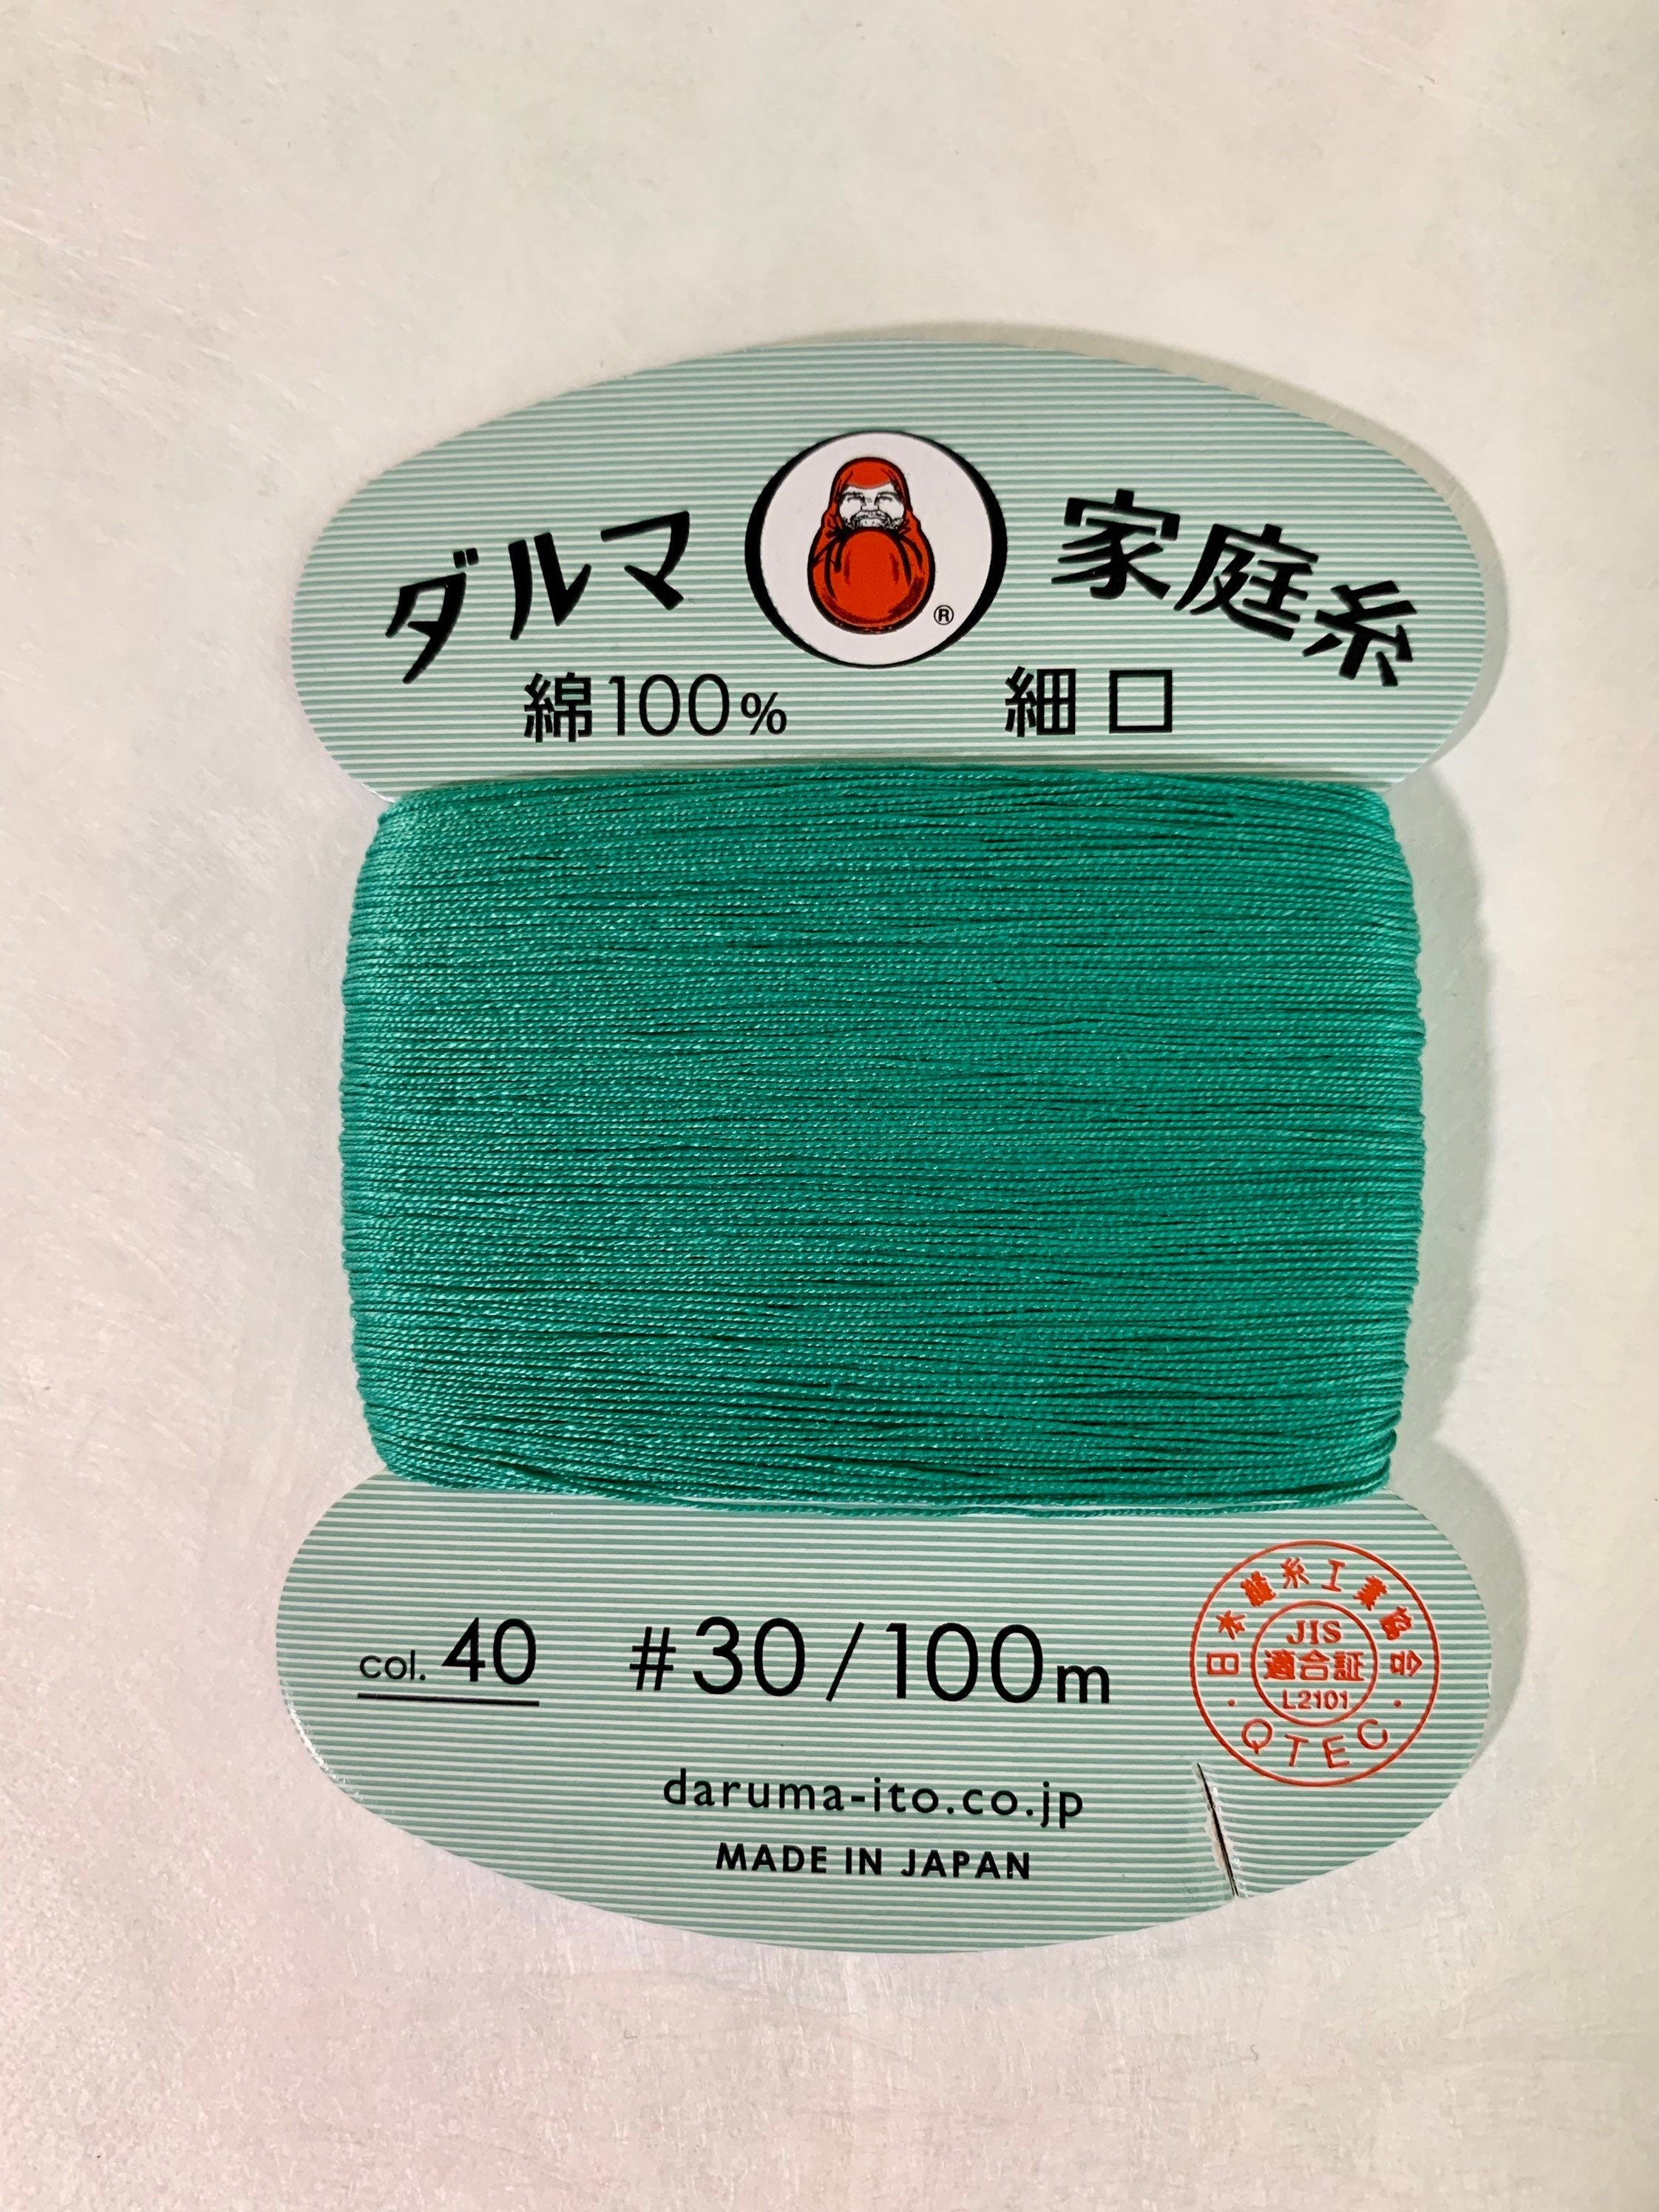 ダルマ 家庭糸
®
綿100% 細口
col. 40 #30/100m
日本縫糸工業協会
JIS
適合証
L2101
・QTEC・
daruma-ito.co.jp
MADE IN JAPAN